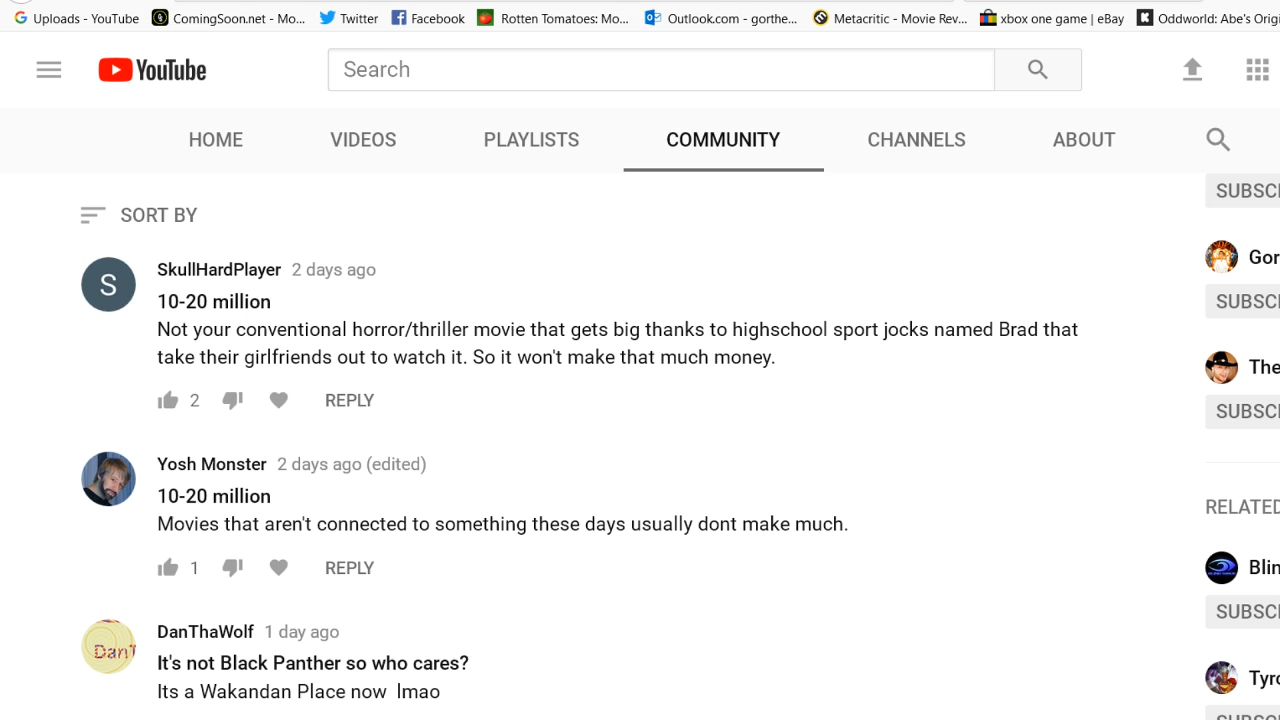 Uploads - YouTube ComingSoon.net - Mo... Twitter Facebook Rotten Tomatoes: Mo... Outlook.com - gorthe... Metacritic - Movie Rev... xbox one game | eBay Oddworld: Abe's Orig
YouTube Search
HOME VIDEOS PLAYLISTS COMMUNITY CHANNELS ABOUT
SUBSC
SORT BY
SkullHardPlayer 2 days ago
Gor
10-20 million
SUBSC
Not your conventional horror/thriller movie that gets big thanks to highschool sport jocks named Brad that
take their girlfriends out to watch it. So it won't make that much money.
The
2 REPLY
SUBSC
Yosh Monster 2 days ago (edited)
10-20 million
RELATED
Movies that aren't connected to something these days usually dont make much.
1 REPLY
Blin
SUBSC
DanThaWolf 1 day ago
DanT
It's not Black Panther so who cares?
Tyro
Its a Wakandan Place now lmao
SUBSC